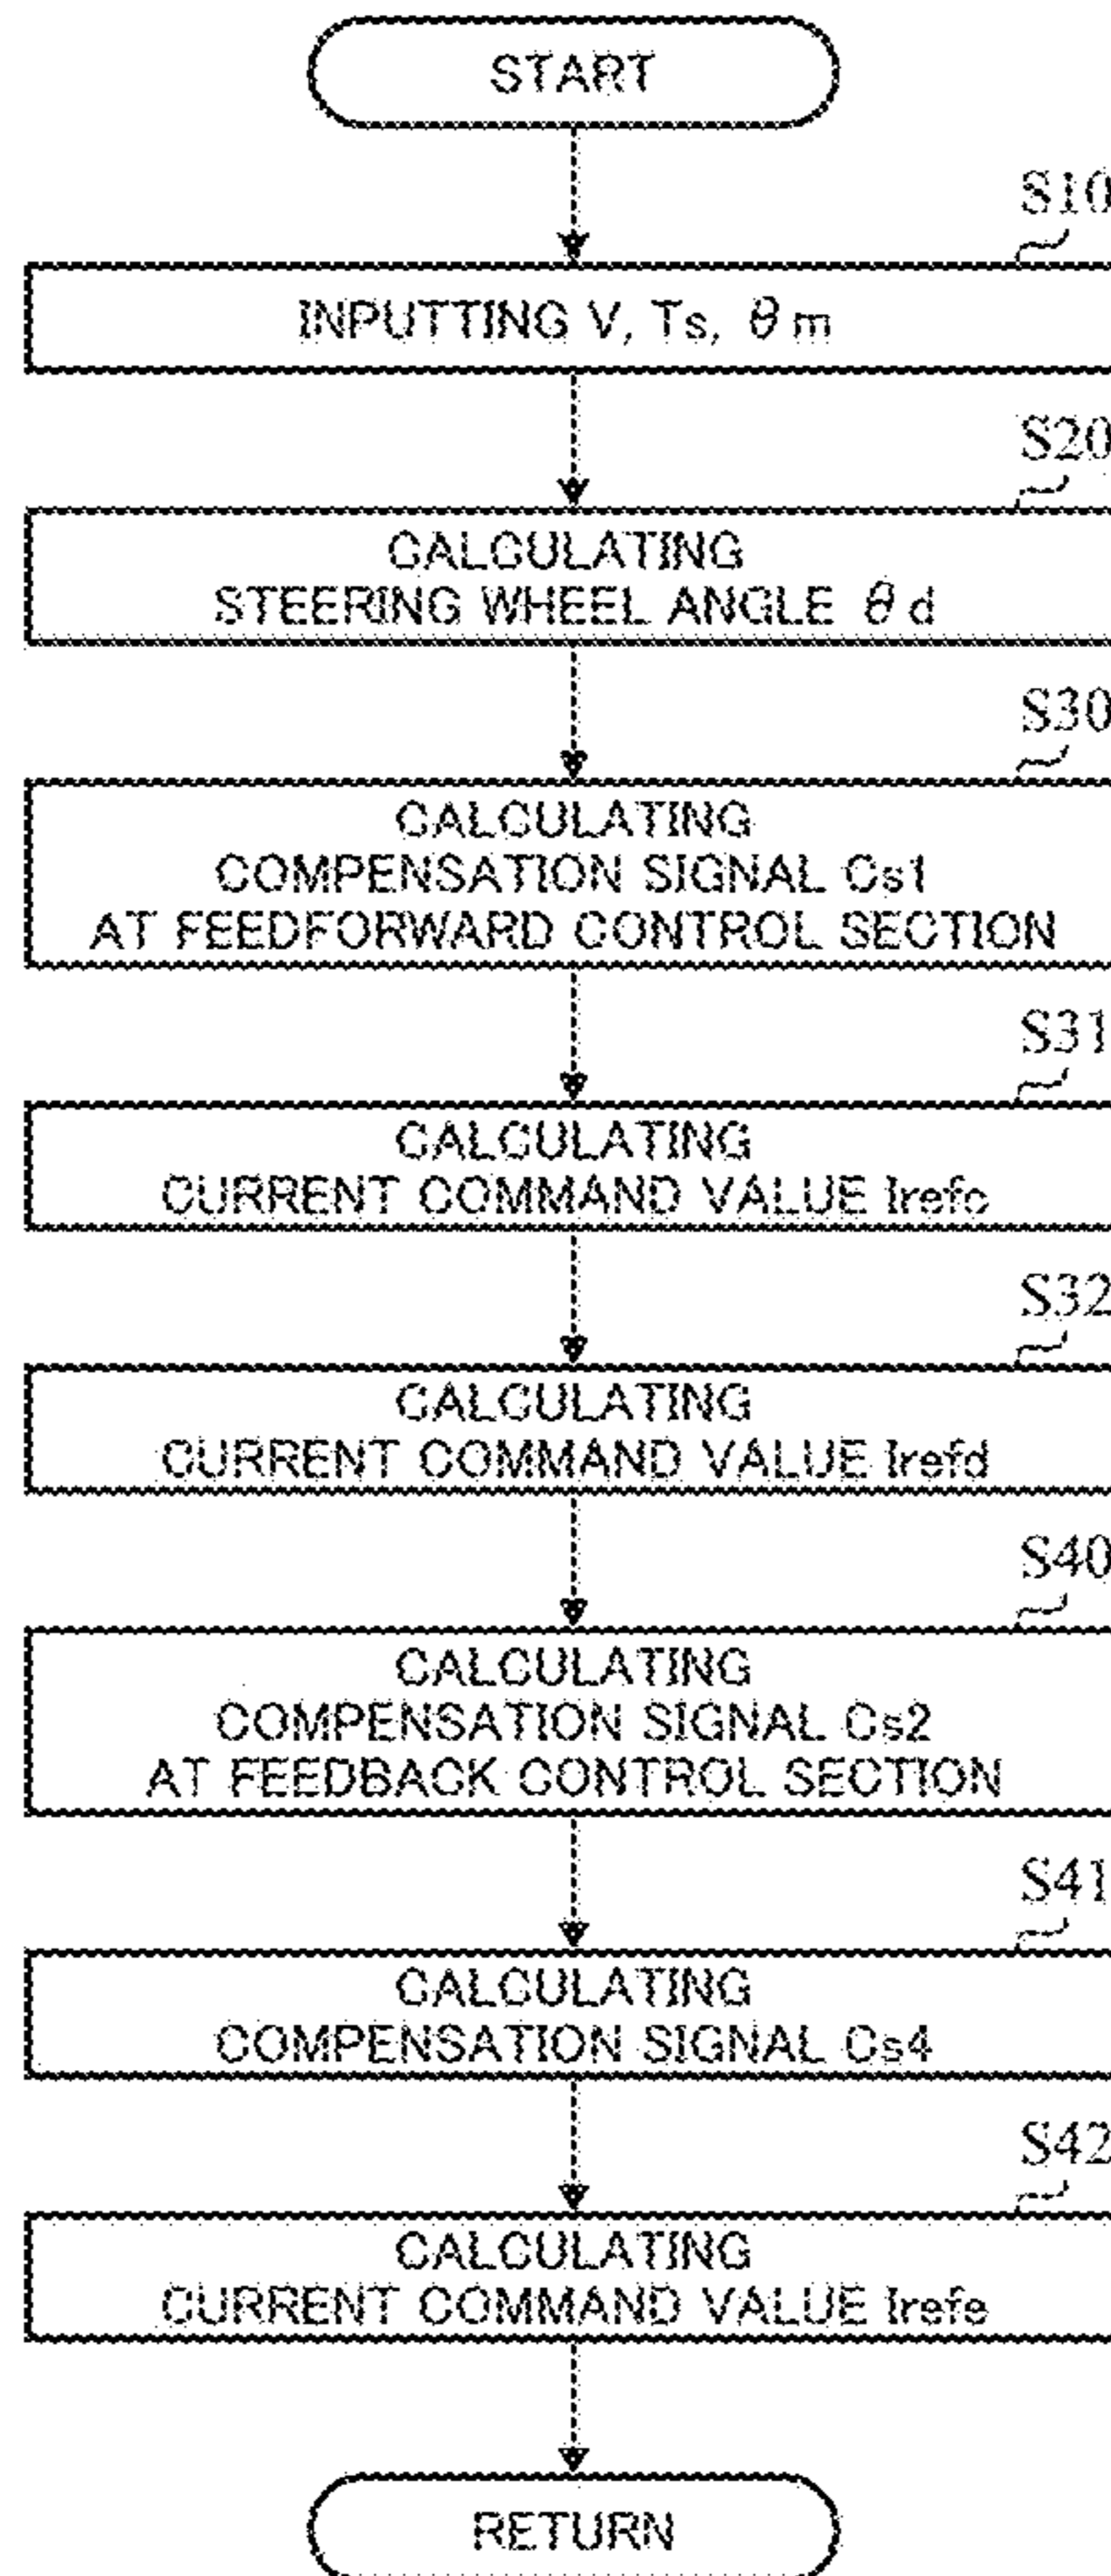 START
S10
INPUTTING V, Ts, θm
S20
CALCULATING
STEERING WHEEL ANGLE θd
S30
CALCULATING
COMPENSATION SIGNAL Cs1
AT FEEDFORWARD CONTROL SECTION
S31
CALCULATING
CURRENT COMMAND VALUE Irefc
S32
CALCULATING
CURRENT COMMAND VALUE Irefd
S40
CALCULATING
COMPENSATION SIGNAL Cs2
AT FEEDBACK CONTROL SECTION
S41
CALCULATING
COMPENSATION SIGNAL Cs4
S42
CALCULATING
CURRENT COMMAND VALUE Irefe
RETURN